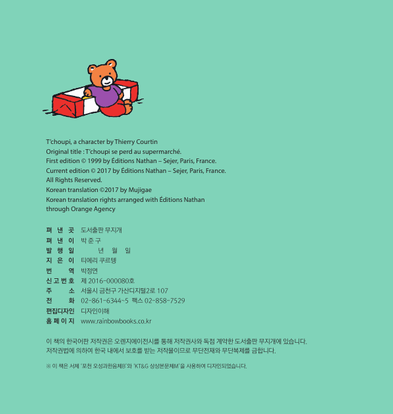 T'choupi, a character by Thierry Courtin
Original title : T'choupi se perd au supermarché.
First edition © 1999 by Éditions Nathan – Sejer, Paris, France.
Current edition © 2017 by Éditions Nathan – Sejer, Paris, France.
All Rights Reserved.
Korean translation ©2017 by Mujigae
Korean translation rights arranged with Éditions Nathan
through Orange Agency
펴 낸 곳 도서출판 무지개
펴 낸 이 박 준 구
발 행 일 년 월 일
지 은 이 티에리 쿠르탱
번 역 박정연
신 고 번 호 제 2016-000080호
주 소 서울시 금천구 가산디지털2로 107
전 화 02-861-6344~5 팩스 02-858-7529
편집디자인 디자인이매
홈 페 이 지 www.rainbowbooks.co.kr
이 책의 한국어판 저작권은 오렌지에이전시를 통해 저작권사와 독점 계약한 도서출판 무지개에 있습니다.
저작권법에 의하여 한국 내에서 보호를 받는 저작물이므로 무단전재와 무단복제를 금합니다.
※ 이 책은 서체 '포천 오성과한음체B'와 'KT&G 상상본문체M'을 사용하여 디자인되었습니다.